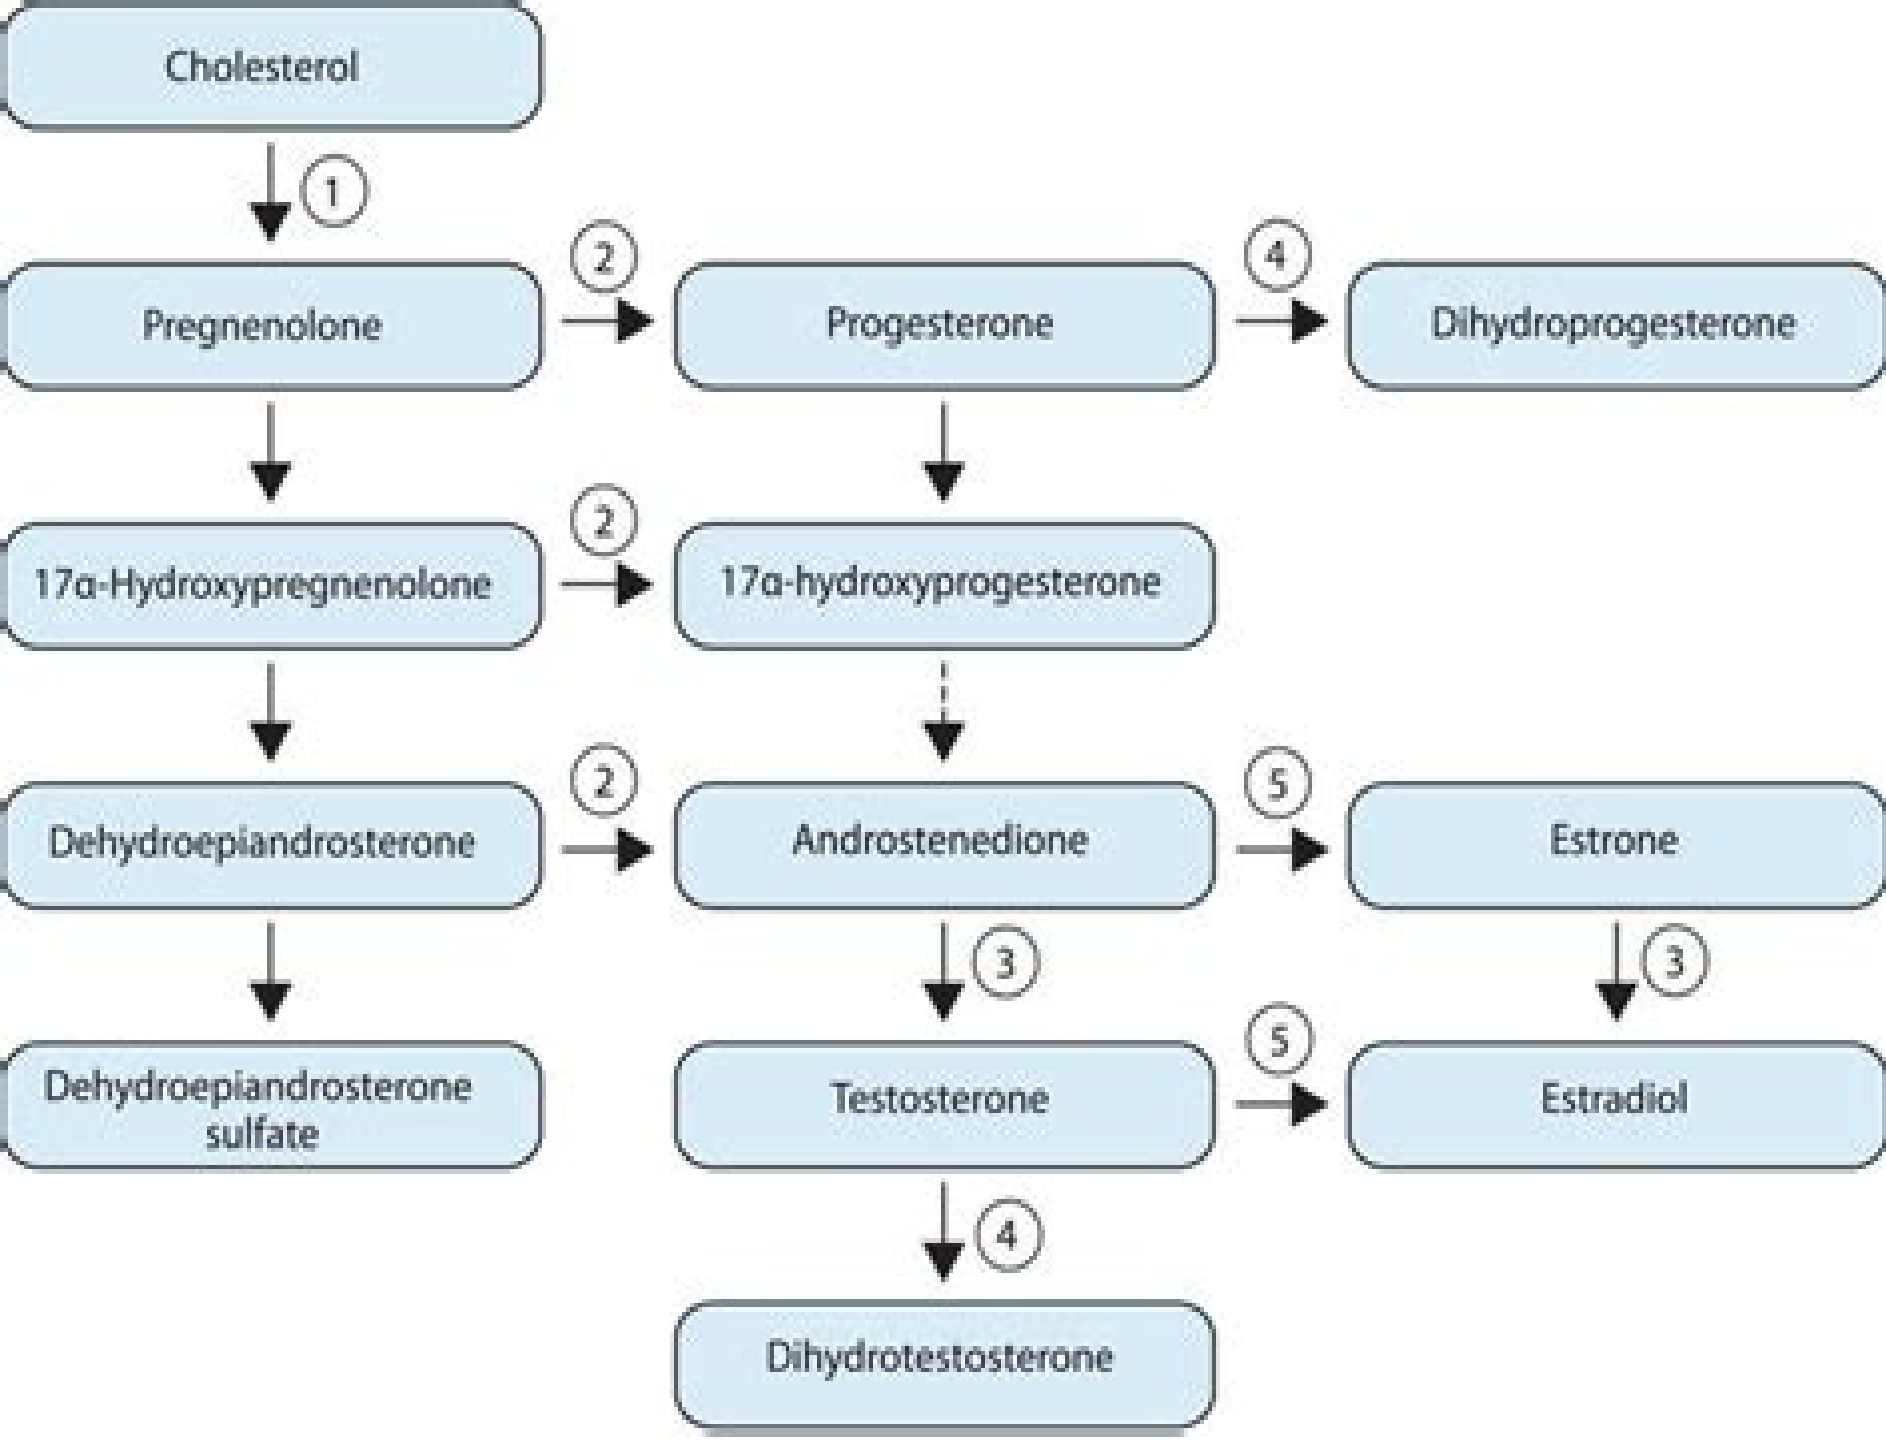 Cholesterol
1
2
4
Pregnenolone
Progesterone
Dihydroprogesterone
2
17α-Hydroxypregnenolone
17α-hydroxyprogesterone
2
5
Dehydroepiandrosterone
Androstenedione
Estrone
3
3
5
Dehydroepiandrosterone
sulfate
Testosterone
Estradiol
4
Dihydrotestosterone